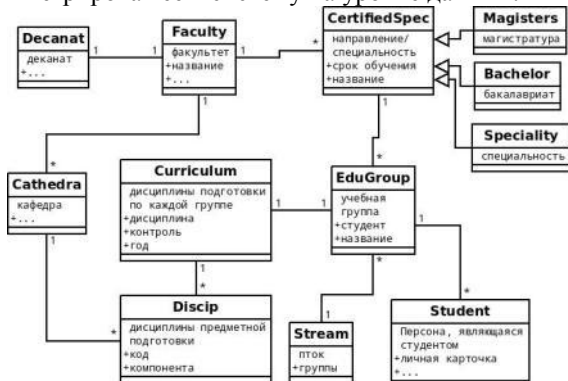 Decanat
деканат
+...
1
1
Faculty
факультет
+название
+...
1
*
CertifiedSpec
направление/
специальность
+срок обучения
+название
Magisters
магистратура
Bachelor
бакалавриат
Speciality
специальность
1
1
*
*
Cathedra
кафедра
+...
1
Curriculum
дисциплины подготовки
по каждой группе
+дисциплина
+контроль
+год
1
1
EduGroup
учебная
группа
+студент
+название
1
1
*
*
*
*
Discip
дисциплины предметной
подготовки
+код
+компонента
1
Stream
пток
+группы
Student
Персона, являющаяся
студентом
+личная карточка
+...